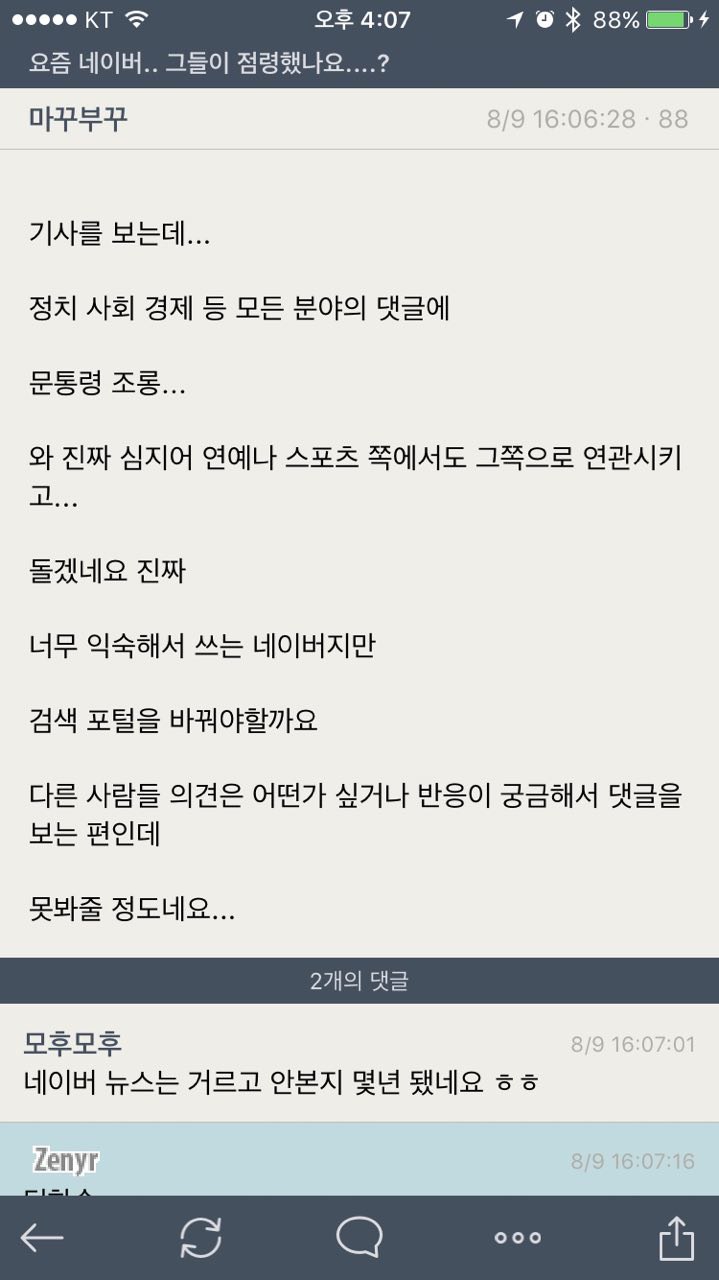 KT 오후 4:07 88%
요즘 네이버.. 그들이 점령했나요....?
마꾸부꾸 8/9 16:06:28 · 88
기사를 보는데...
정치 사회 경제 등 모든 분야의 댓글에
문통령 조롱...
와 진짜 심지어 연예나 스포츠 쪽에서도 그쪽으로 연관시키
고...
돌겠네요 진짜
너무 익숙해서 쓰는 네이버지만
검색 포털을 바꿔야할까요
다른 사람들 의견은 어떤가 싶거나 반응이 궁금해서 댓글을
보는 편인데
못봐줄 정도네요...
2개의 댓글
모후모후 8/9 16:07:01
네이버 뉴스는 거르고 안본지 몇년 됐네요 ㅎㅎ
Zenyr 8/9 16:07:16